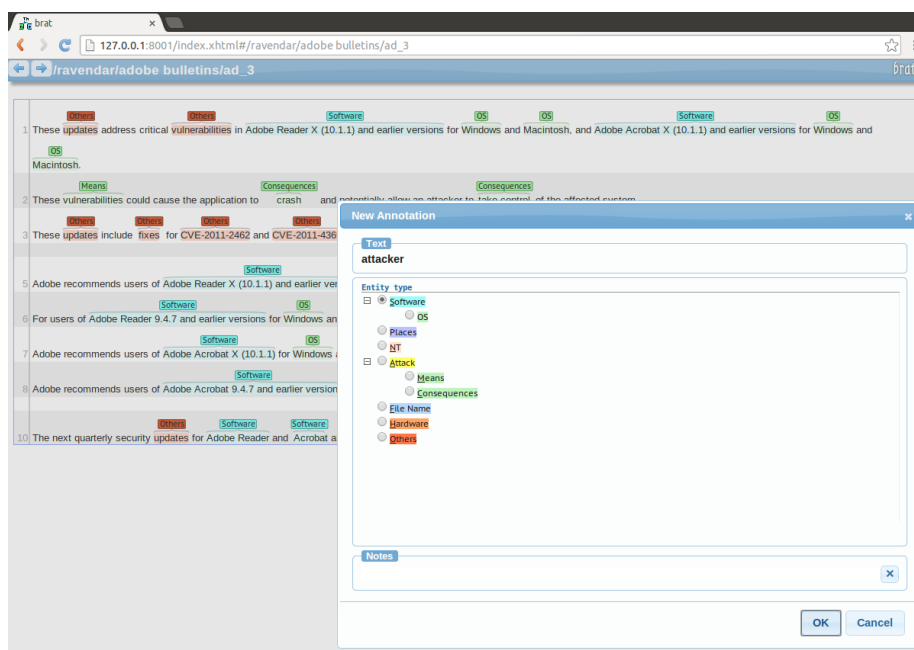 brat ×
127.0.0.1:8001/index.xhtml#/ravendar/adobe bulletins/ad_3
/ravendar/adobe bulletins/ad_3 brat
Others Others Software OS OS Software OS
1 These updates address critical vulnerabilities in Adobe Reader X (10.1.1) and earlier versions for Windows and Macintosh, and Adobe Acrobat X (10.1.1) and earlier versions for Windows and
OS
Macintosh.
Means Consequences Consequences
2 These vulnerabilities could cause the application to crash and potentially allow an attacker to take control of the affected system.
Others Others Others Others
3 These updates include fixes for CVE-2011-2462 and CVE-2011-436
Software
5 Adobe recommends users of Adobe Reader X (10.1.1) and earlier ver
Software OS
6 For users of Adobe Reader 9.4.7 and earlier versions for Windows an
Software OS
7 Adobe recommends users of Adobe Acrobat X (10.1.1) for Windows
Software
8 Adobe recommends users of Adobe Acrobat 9.4.7 and earlier version
Others Software Software
10 The next quarterly security updates for Adobe Reader and Acrobat a
New Annotation ×
Text
attacker
Entity type
Software
OS
Places
NT
Attack
Means
Consequences
File Name
Hardware
Others
Notes
×
OK Cancel